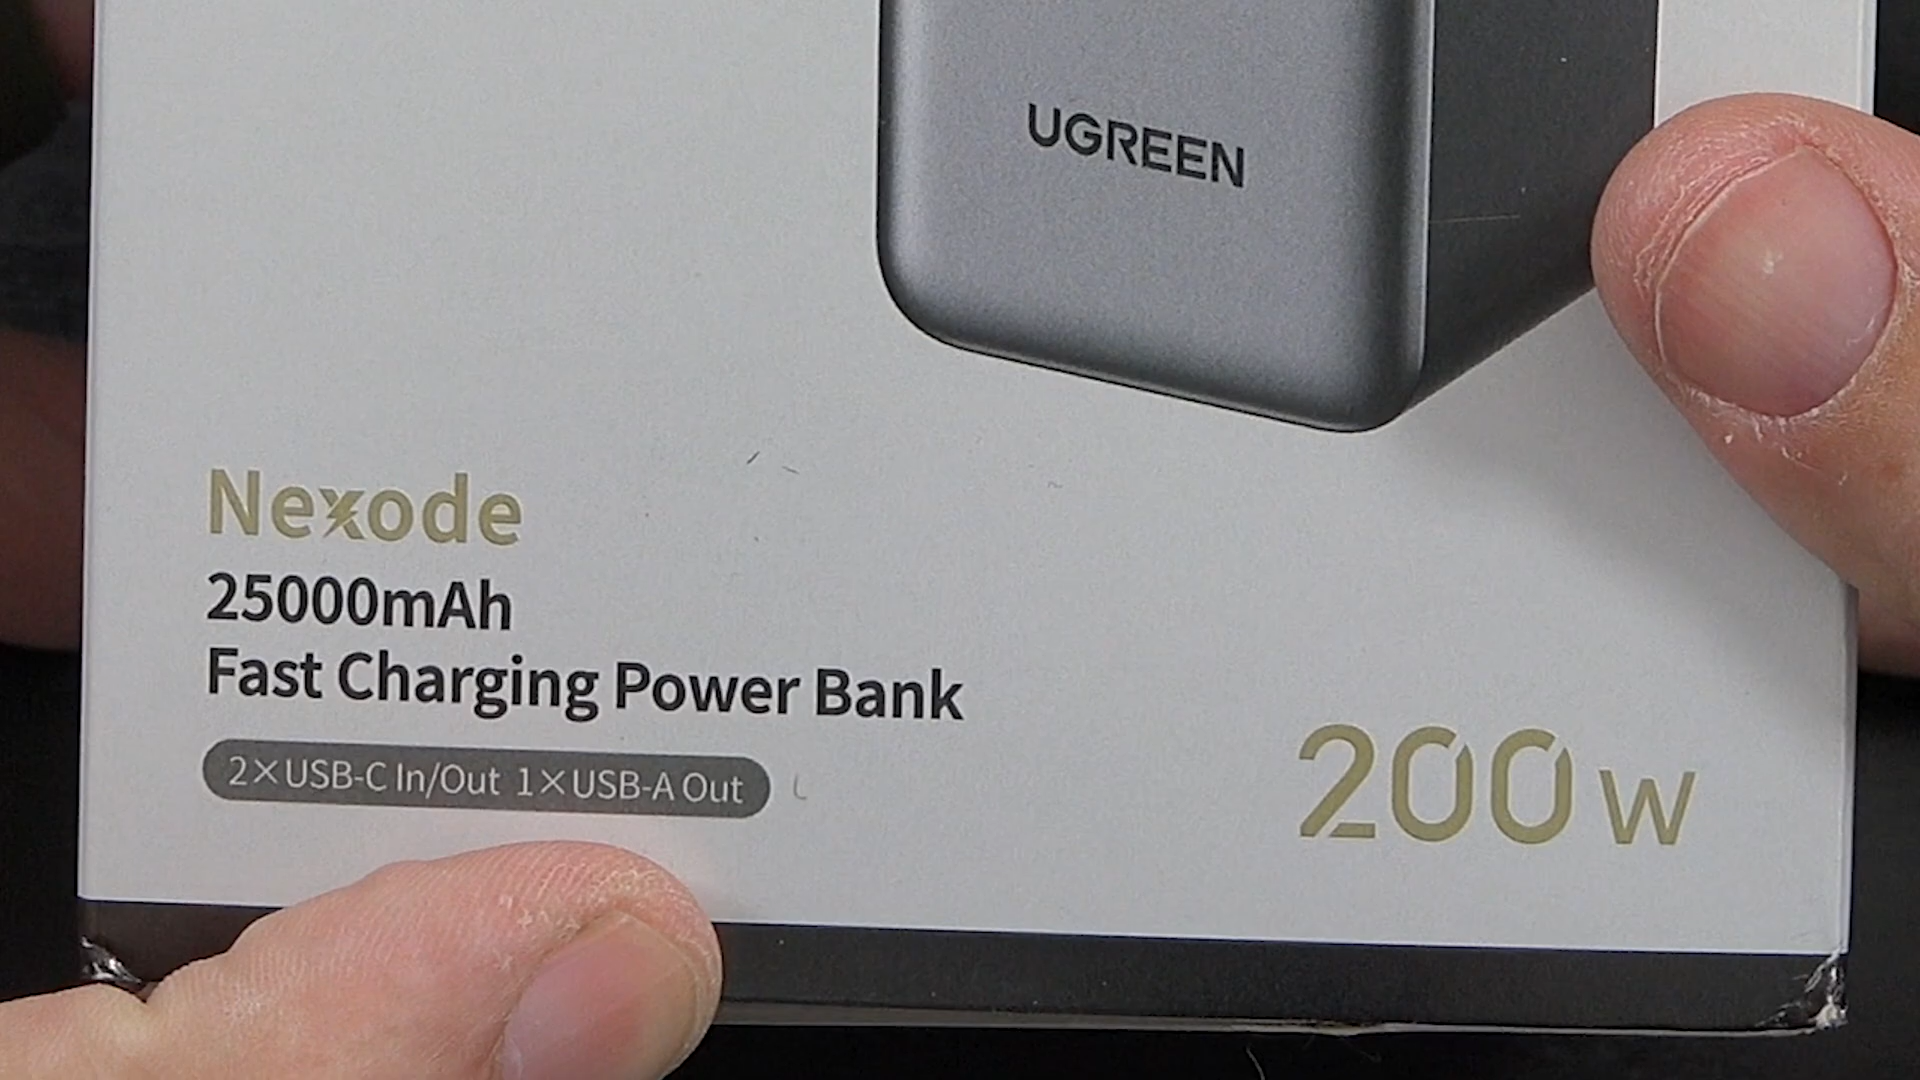 UGREEN
Nexode
25000mAh
Fast Charging Power Bank
2×USB-C In/Out 1×USB-A Out
200W